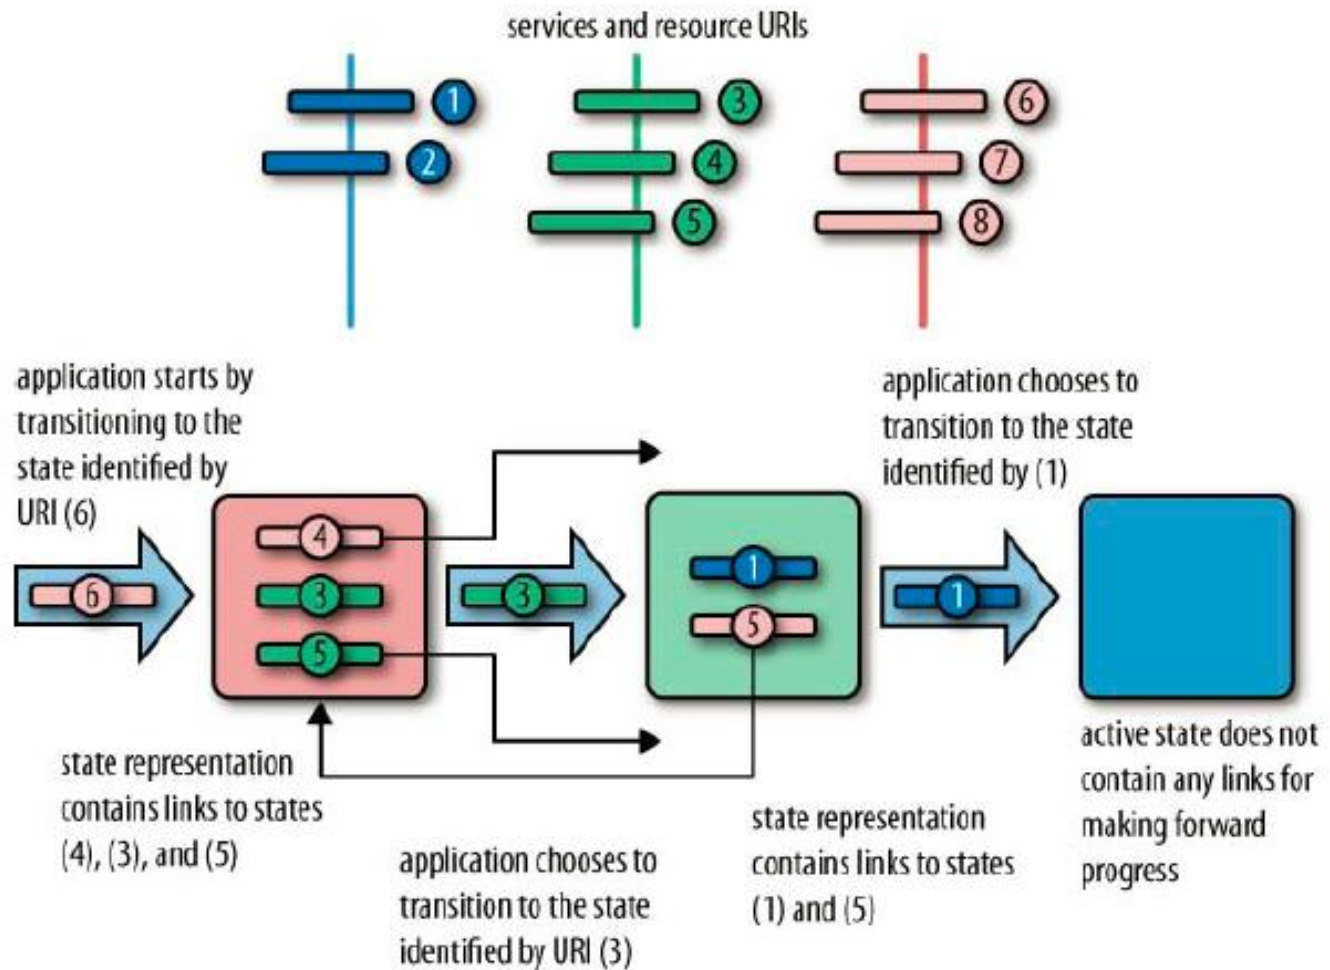 services and resource URIs
1
3
6
2
4
7
5
8
application starts by
transitioning to the
state identified by
URI (6)
application chooses to
transition to the state
identified by (1)
4
6
3
5
3
1
5
1
state representation
contains links to states
(4), (3), and (5)
application chooses to
transition to the state
identified by URI (3)
state representation
contains links to states
(1) and (5)
active state does not
contain any links for
making forward
progress